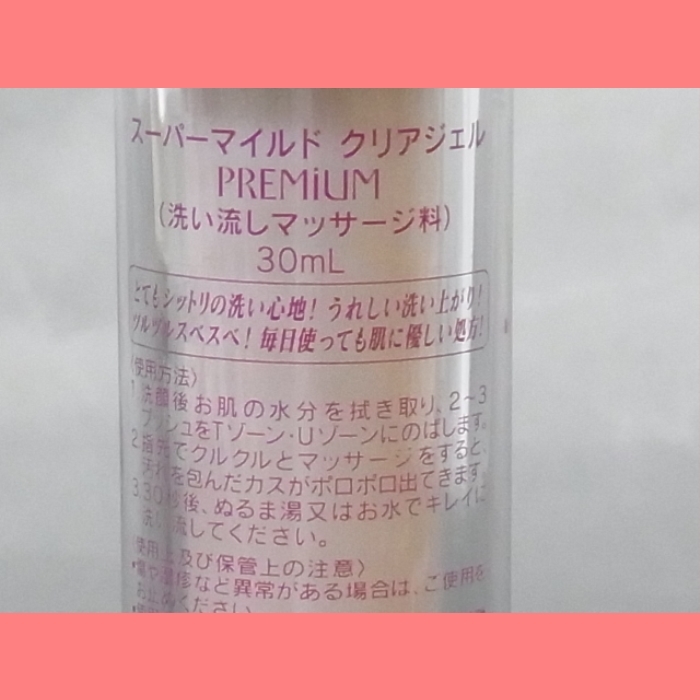 スーパーマイルド クリアジェル
PREMiUM
(洗い流しマッサージ料)
30mL
とてもシットリの洗い心地!うれしい洗い上がり!
ツルツルスベスベ!毎日使っても肌に優しい処方!
〈使用方法〉
1.洗顔後お肌の水分を拭き取り、2〜3
プッシュをTゾーン・Uゾーンにのばします。
2.指先でクルクルとマッサージをすると、
汚れを包んだカスがポロポロ出てきます。
3.30秒後、ぬるま湯又はお水でキレイに
洗い流してください。
使用上及び保管上の注意〉
・傷や湿疹など異常がある場合は、ご使用を
お止めください。